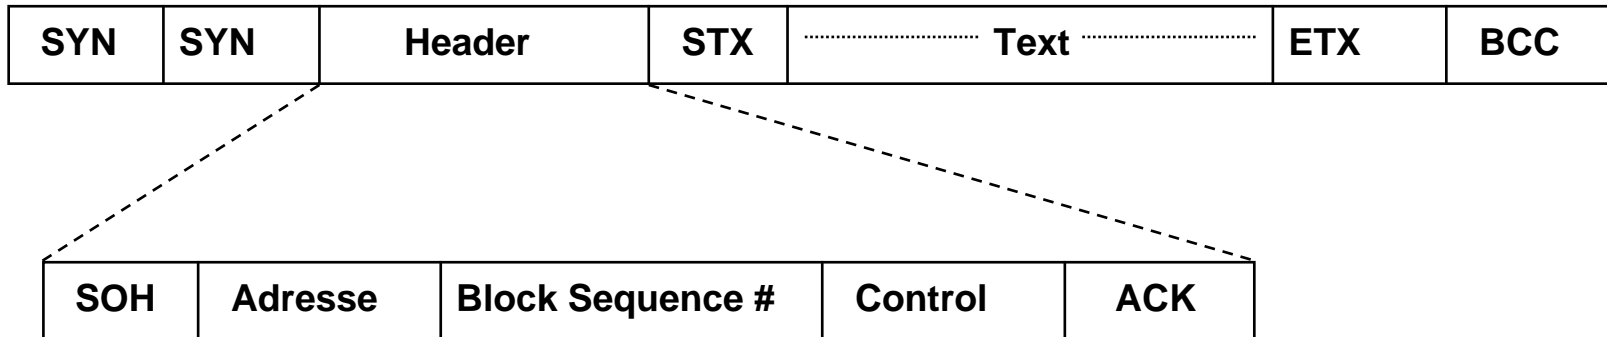 SYN SYN Header STX Text ETX BCC
SOH Adresse Block Sequence # Control ACK